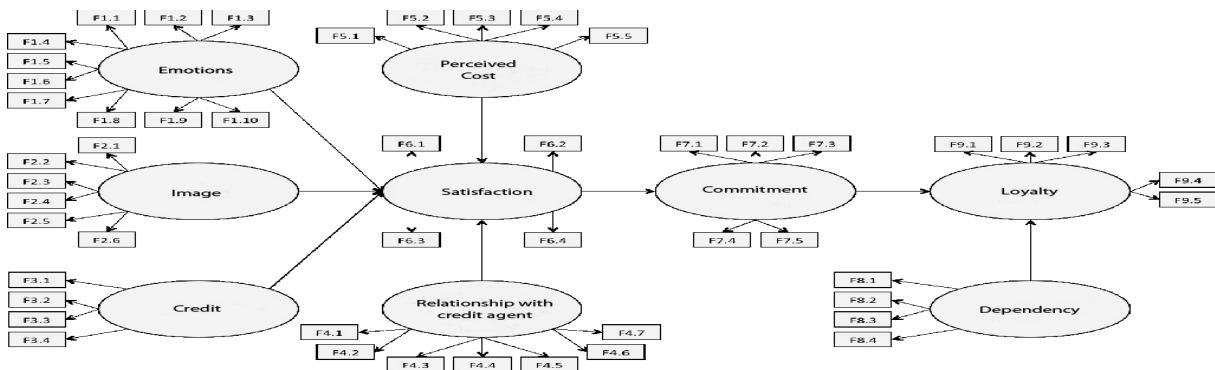 F1.1
F1.2
F1.3
F1.4
F1.5
F1.6
F1.7
F1.8
F1.9
F1.10
Emotions
F5.1
F5.2
F5.3
F5.4
F5.5
Perceived
Cost
F2.1
F2.2
F2.3
F2.4
F2.5
F2.6
Image
F6.1
F6.2
Satisfaction
F6.3
F6.4
F7.1
F7.2
F7.3
Commitment
F7.4
F7.5
F9.1
F9.2
F9.3
Loyalty
F9.4
F9.5
F3.1
F3.2
F3.3
F3.4
Credit
Relationship with
credit agent
F4.1
F4.2
F4.3
F4.4
F4.5
F4.6
F4.7
F8.1
F8.2
F8.3
F8.4
Dependency